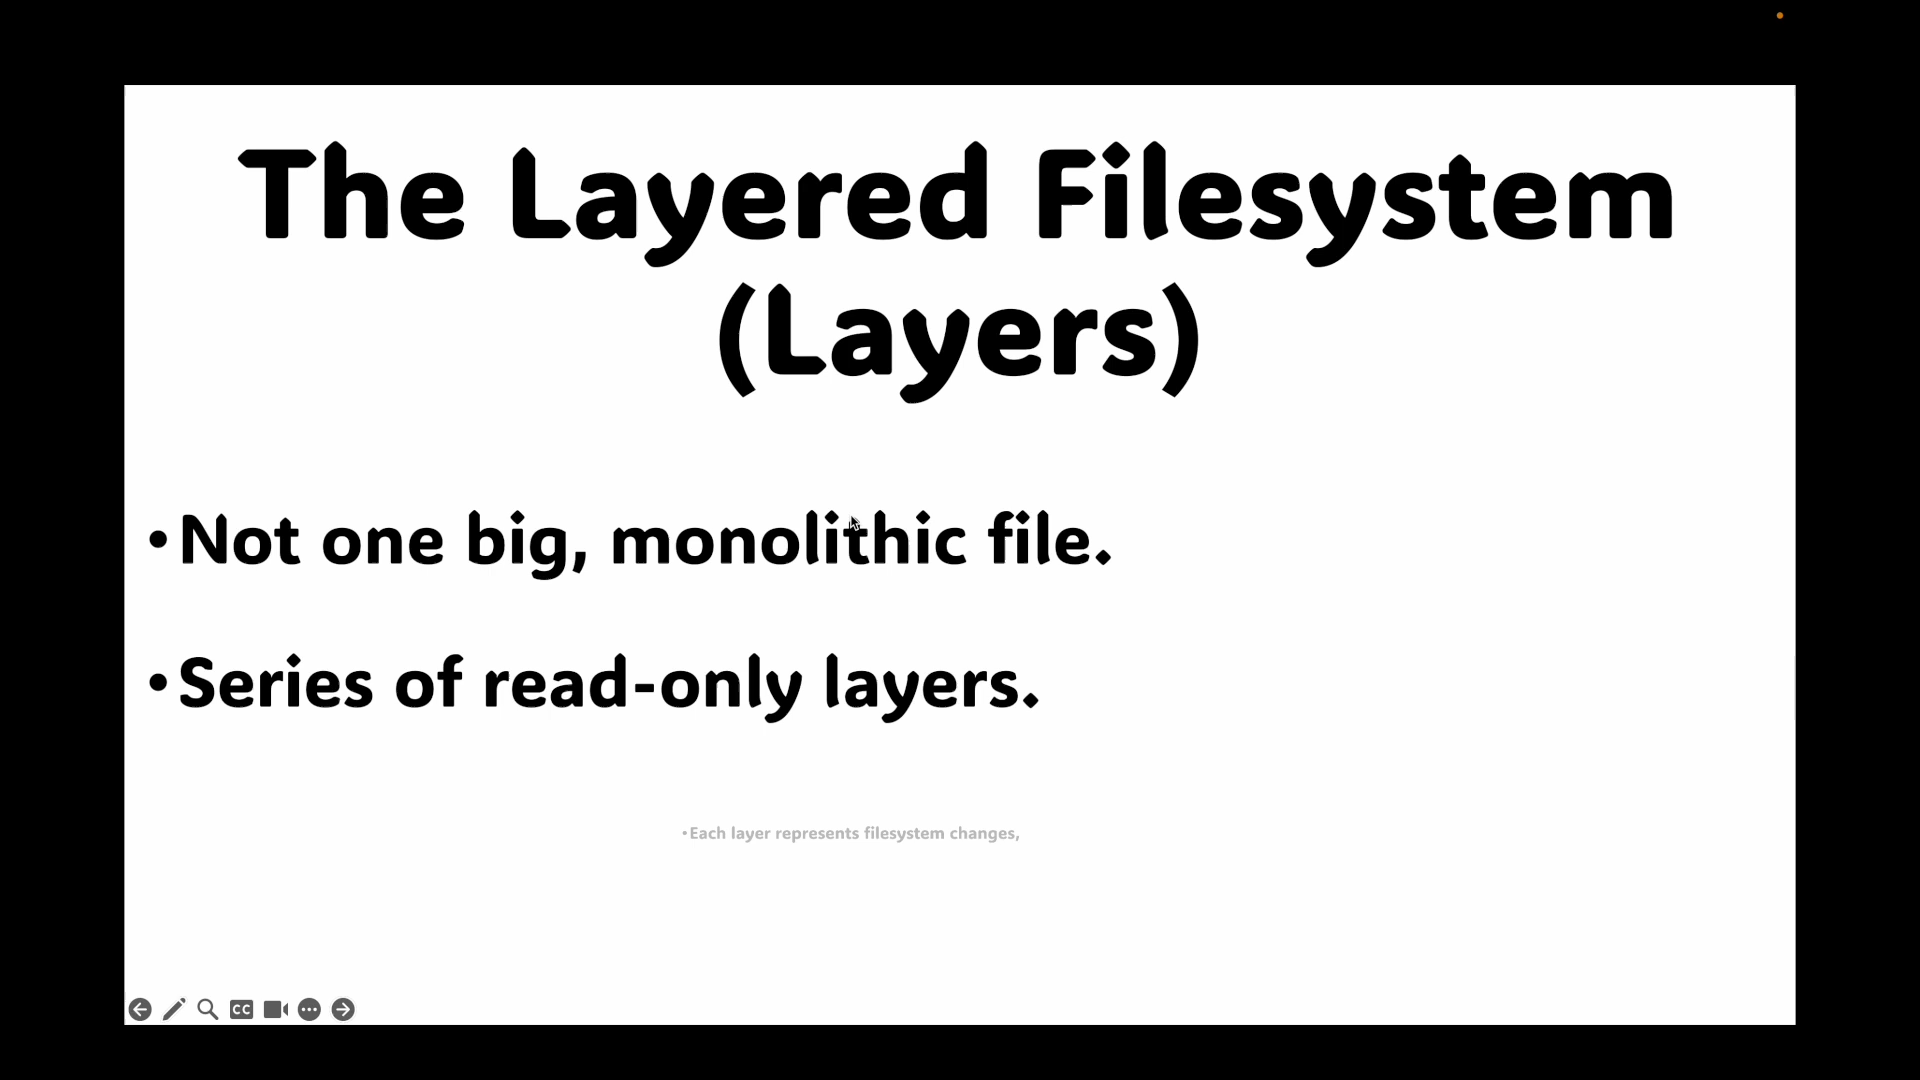 The Layered Filesystem
(Layers)
•Not one big, monolithic file.
•Series of read-only layers.
•Each layer represents filesystem changes,
CC